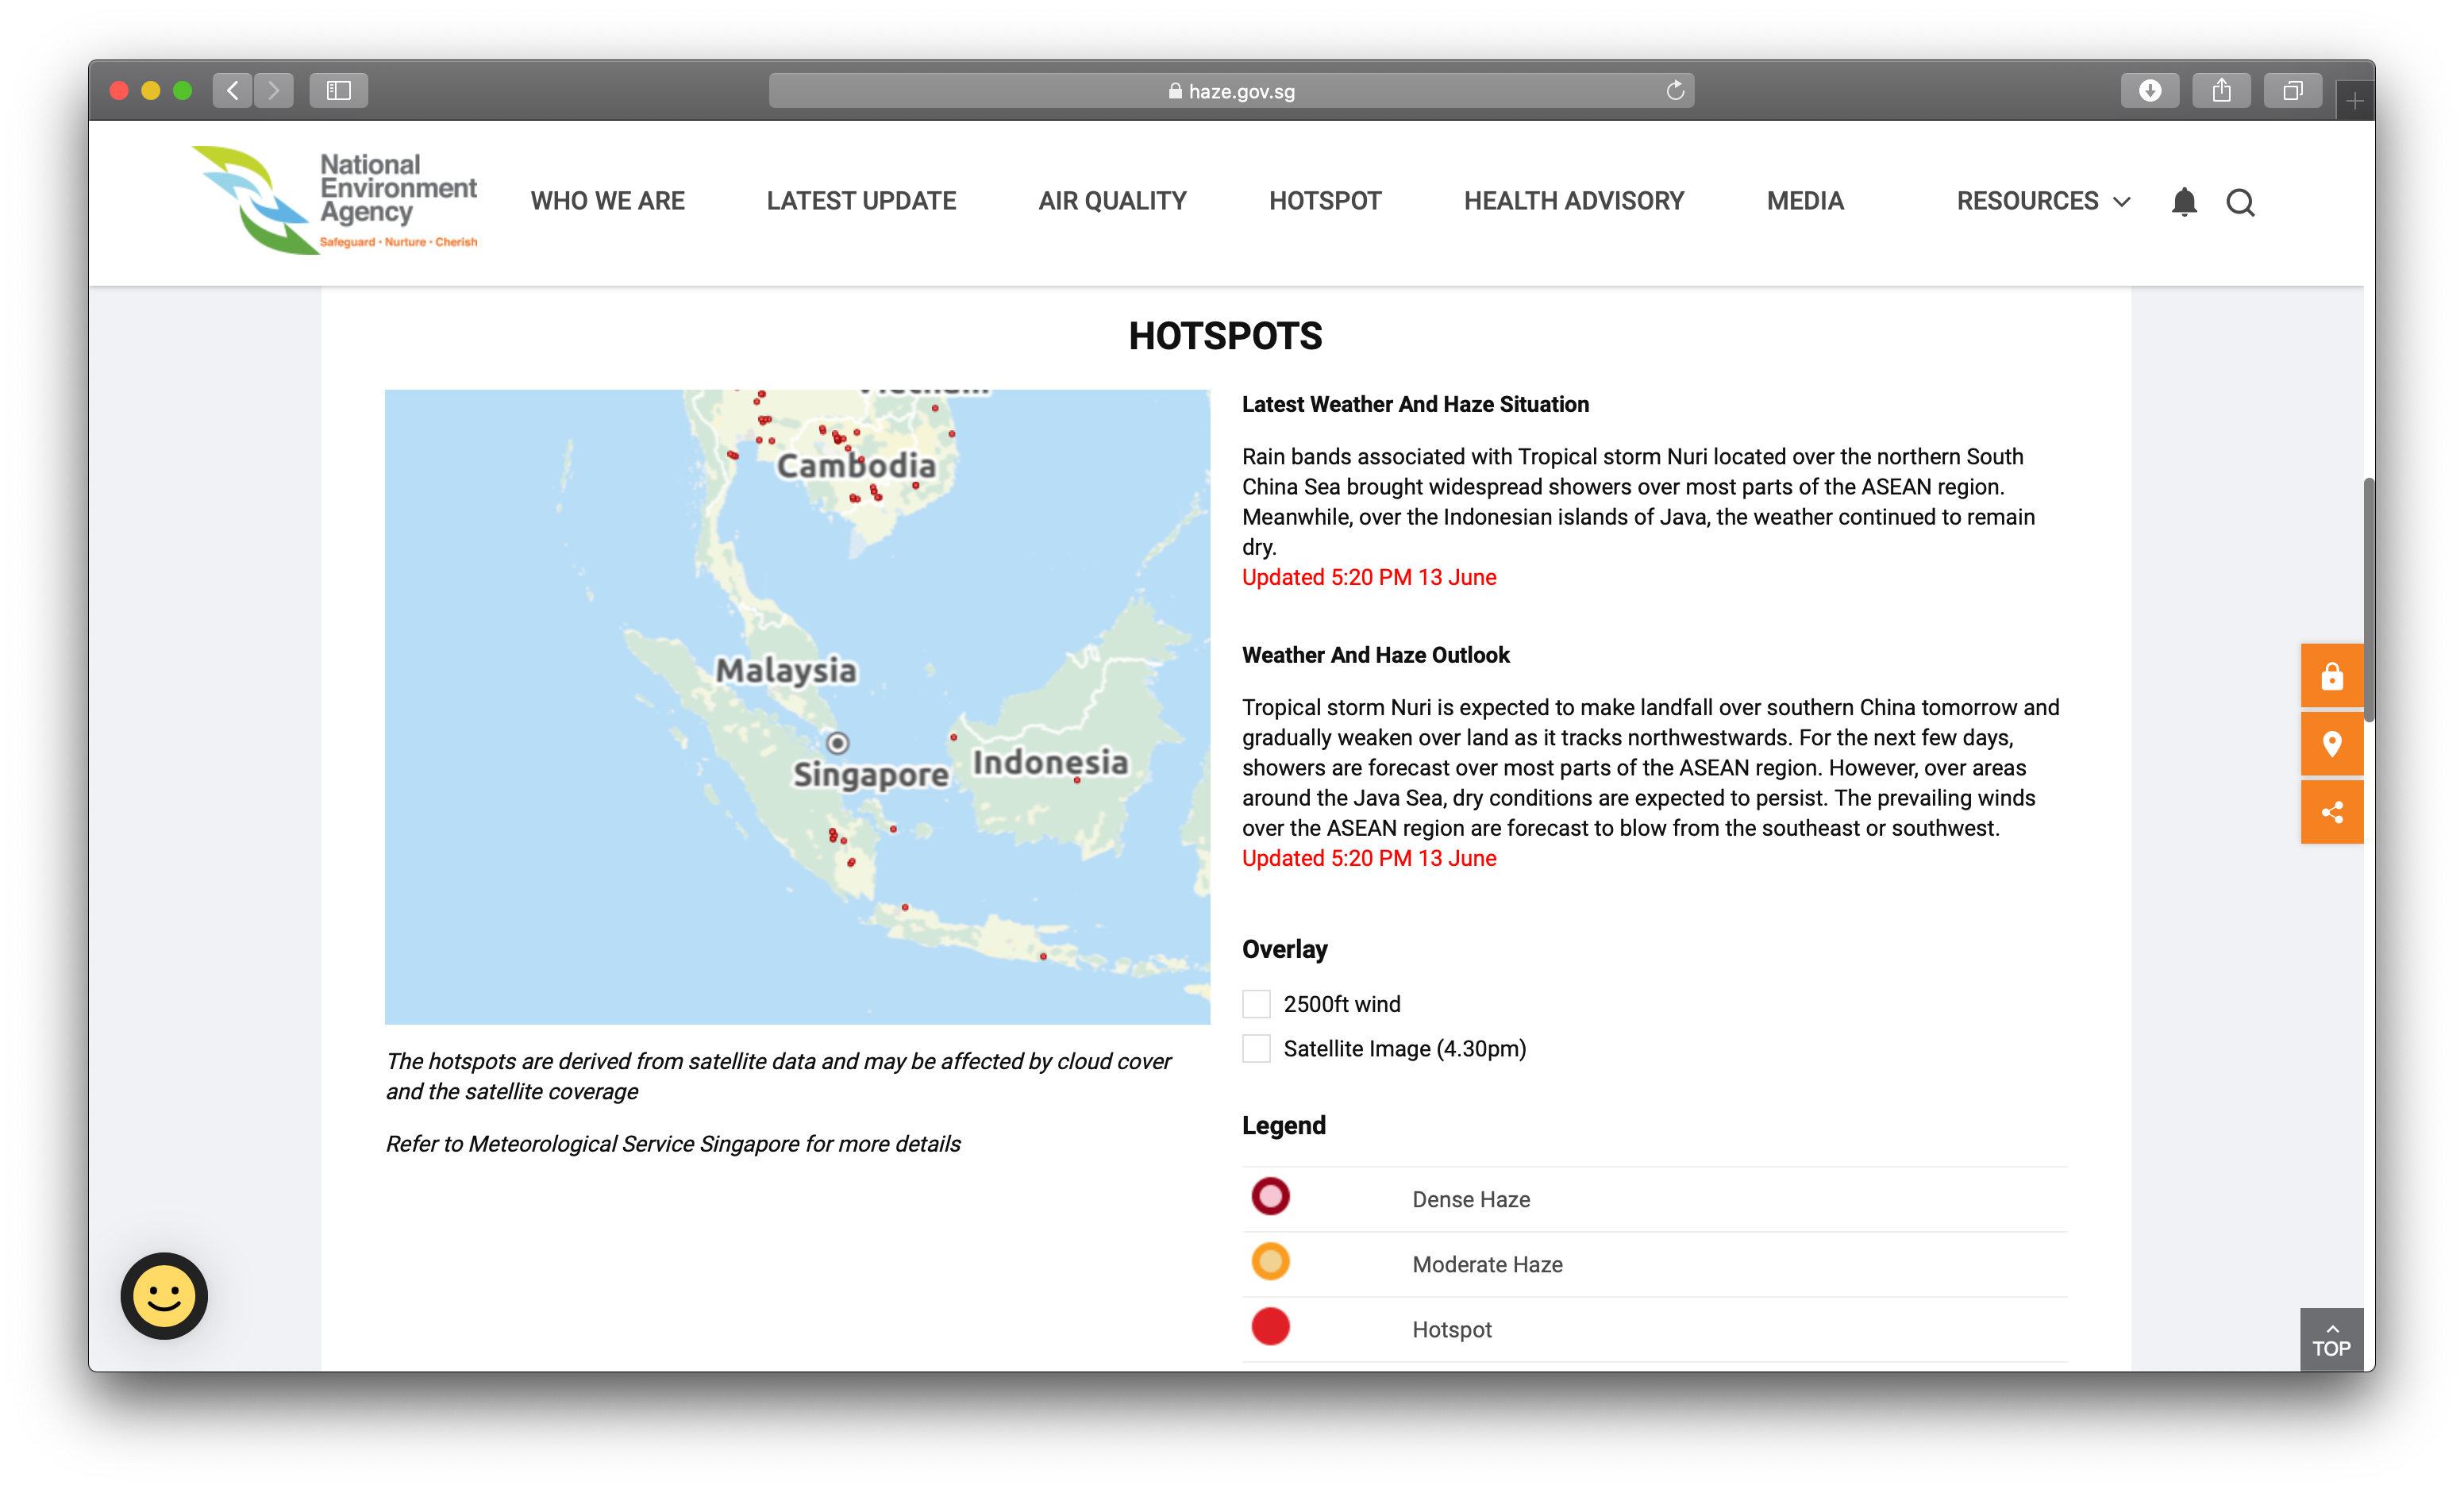 haze.gov.sg
National
Environment
Agency
Safeguard • Nurture • Cherish
WHO WE ARE
LATEST UPDATE
AIR QUALITY
HOTSPOT
HEALTH ADVISORY
MEDIA
RESOURCES
HOTSPOTS
Cambodia
Malaysia
Singapore
Indonesia
The hotspots are derived from satellite data and may be affected by cloud cover
and the satellite coverage
Refer to Meteorological Service Singapore for more details
Latest Weather And Haze Situation
Rain bands associated with Tropical storm Nuri located over the northern South
China Sea brought widespread showers over most parts of the ASEAN region.
Meanwhile, over the Indonesian islands of Java, the weather continued to remain
dry.
Updated 5:20 PM 13 June
Weather And Haze Outlook
Tropical storm Nuri is expected to make landfall over southern China tomorrow and
gradually weaken over land as it tracks northwestwards. For the next few days,
showers are forecast over most parts of the ASEAN region. However, over areas
around the Java Sea, dry conditions are expected to persist. The prevailing winds
over the ASEAN region are forecast to blow from the southeast or southwest.
Updated 5:20 PM 13 June
Overlay
2500ft wind
Satellite Image (4.30pm)
Legend
Dense Haze
Moderate Haze
Hotspot
TOP